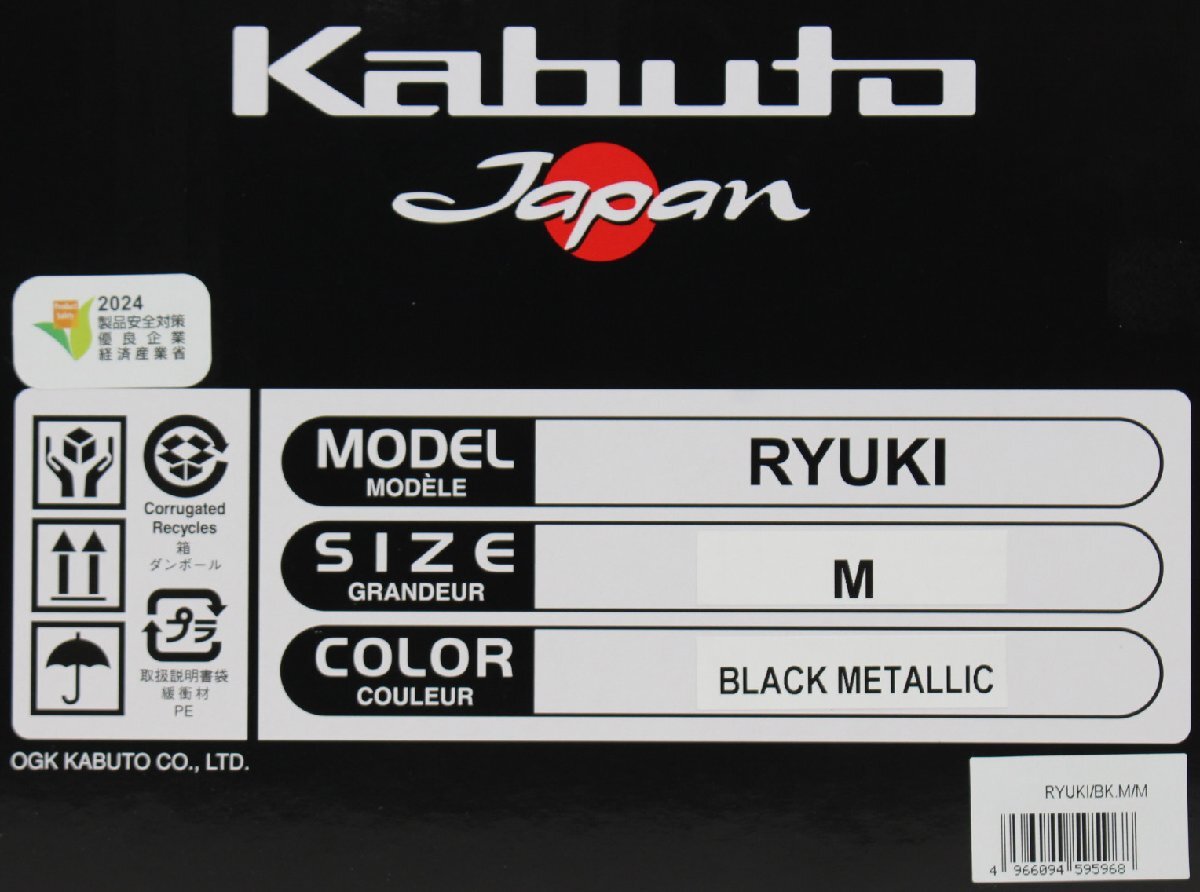 Kabuto
Japan
2024
製品安全対策
優良企業
経済産業省
Corrugated
Recycles
箱
ダンボール
プラ
取扱説明書袋
緩衝材
PE
MODEL
MODÈLE
RYUKI
SIZE
GRANDEUR
M
COLOR
COULEUR
BLACK METALLIC
OGK KABUTO CO., LTD.
RYUKI/BK.M/M
4 966094 595968